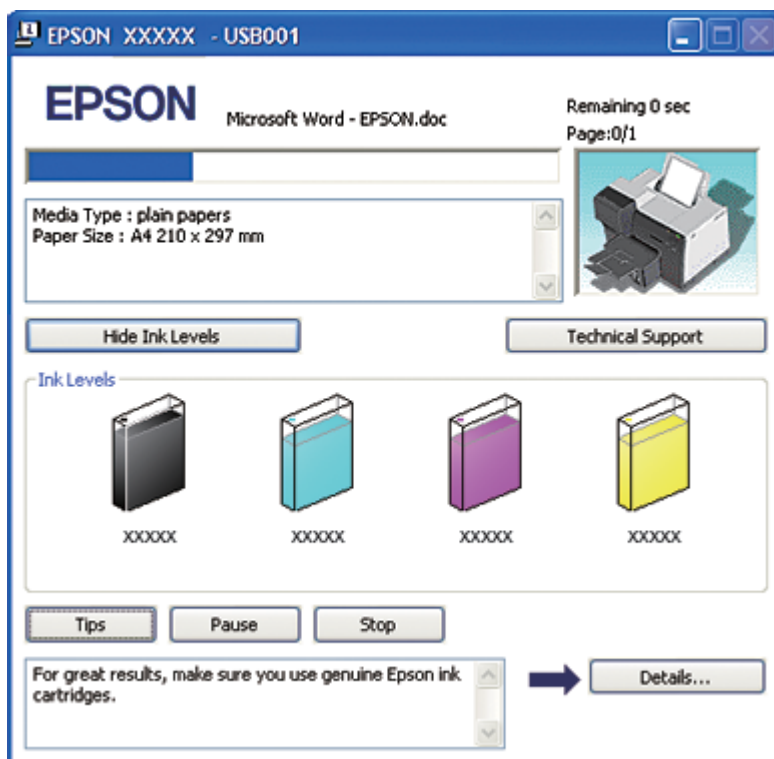 EPSON XXXXX - USB001
EPSON
Microsoft Word - EPSON.doc
Remaining 0 sec
Page:0/1
Media Type : plain papers
Paper Size : A4 210 x 297 mm
Hide Ink Levels
Technical Support
Ink Levels
XXXXX
XXXXX
XXXXX
XXXXX
Tips
Pause
Stop
For great results, make sure you use genuine Epson ink
cartridges.
Details...